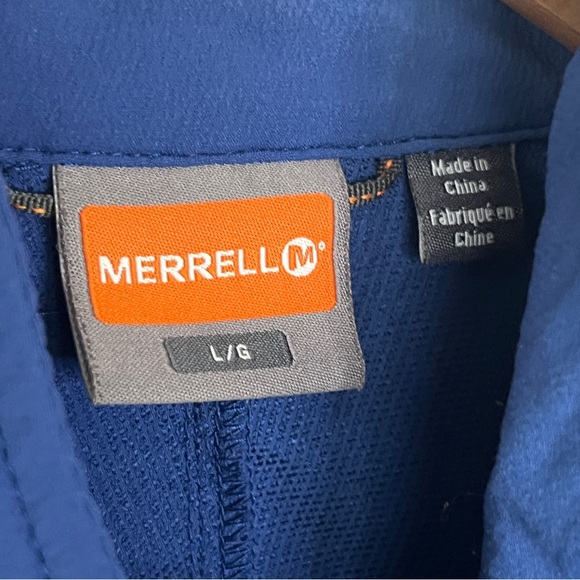 MERRELL M
L/G
Made in
China
Fabriqué en
Chine